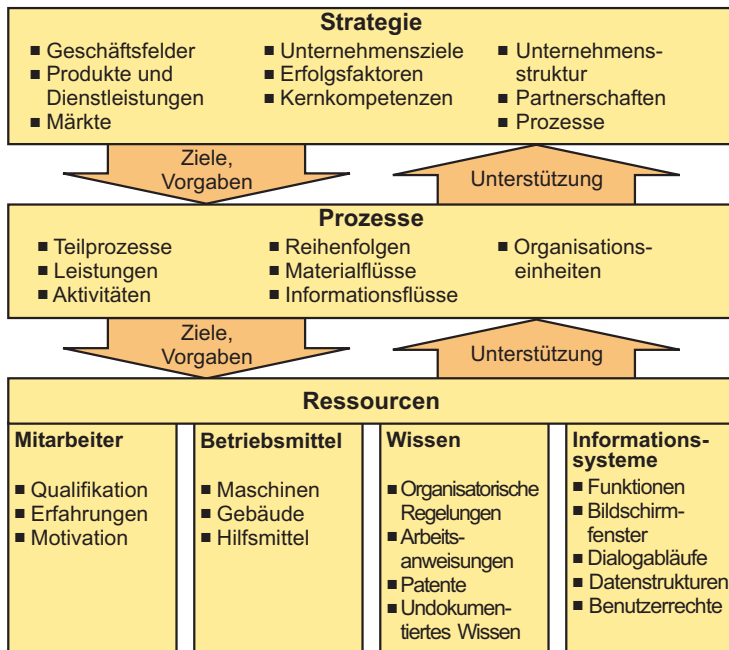 Strategie
■ Geschäftsfelder
■ Produkte und
Dienstleistungen
■ Märkte
■ Unternehmensziele
■ Erfolgsfaktoren
■ Kernkompetenzen
■ Unternehmens-
struktur
■ Partnerschaften
■ Prozesse
Ziele,
Vorgaben
Unterstützung
Prozesse
■ Teilprozesse
■ Leistungen
■ Aktivitäten
■ Reihenfolgen
■ Materialflüsse
■ Informationsflüsse
■ Organisations-
einheiten
Ziele,
Vorgaben
Unterstützung
Ressourcen
Mitarbeiter
■ Qualifikation
■ Erfahrungen
■ Motivation
Betriebsmittel
■ Maschinen
■ Gebäude
■ Hilfsmittel
Wissen
■ Organisatorische
Regelungen
■ Arbeits-
anweisungen
■ Patente
■ Undokumen-
tiertes Wissen
Informations-
systeme
■ Funktionen
■ Bildschirm-
fenster
■ Dialogabläufe
■ Datenstrukturen
■ Benutzerrechte